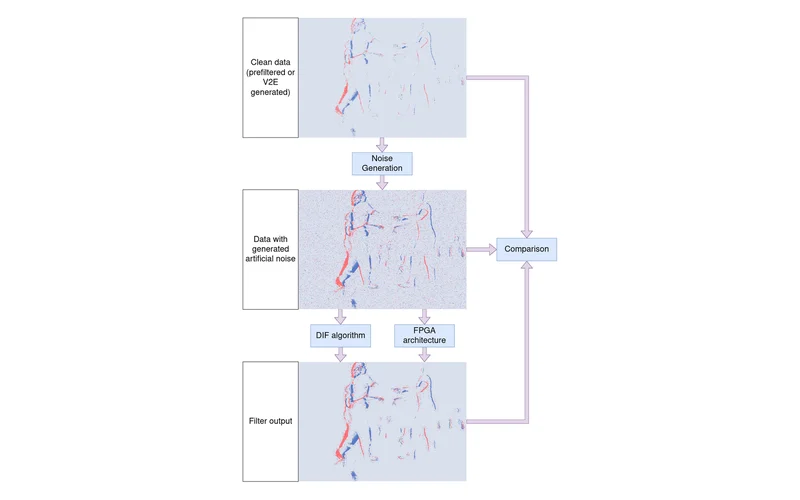 Clean data
(prefiltered or
V2E
generated)
Noise
Generation
Data with
generated
artificial noise
Comparison
DIF algorithm
FPGA
architecture
Filter output